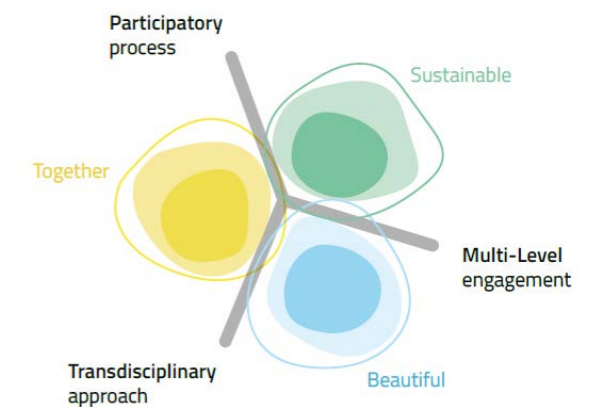 Participatory
process
Sustainable
Together
Multi-Level
engagement
Transdisciplinary
approach
Beautiful